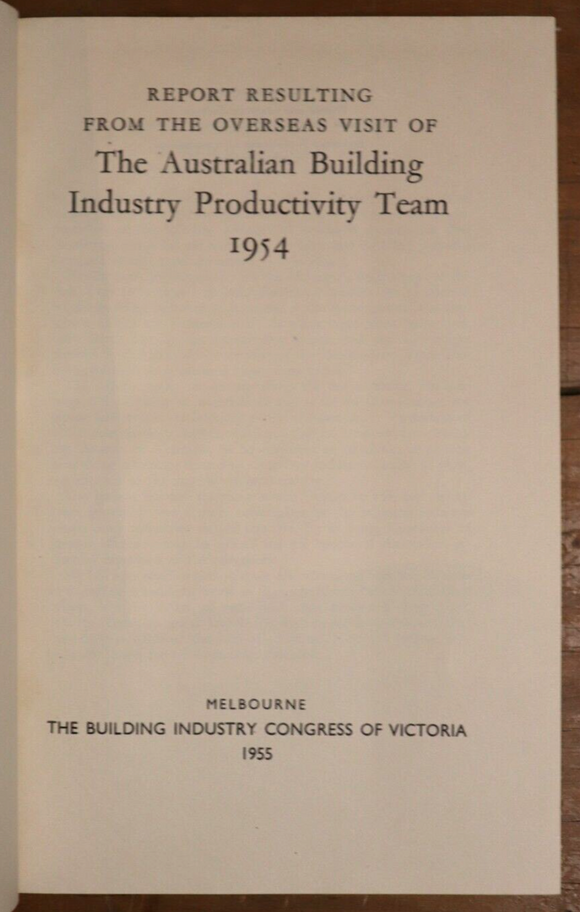 REPORT RESULTING
FROM THE OVERSEAS VISIT OF
The Australian Building
Industry Productivity Team
1954
MELBOURNE
THE BUILDING INDUSTRY CONGRESS OF VICTORIA
1955